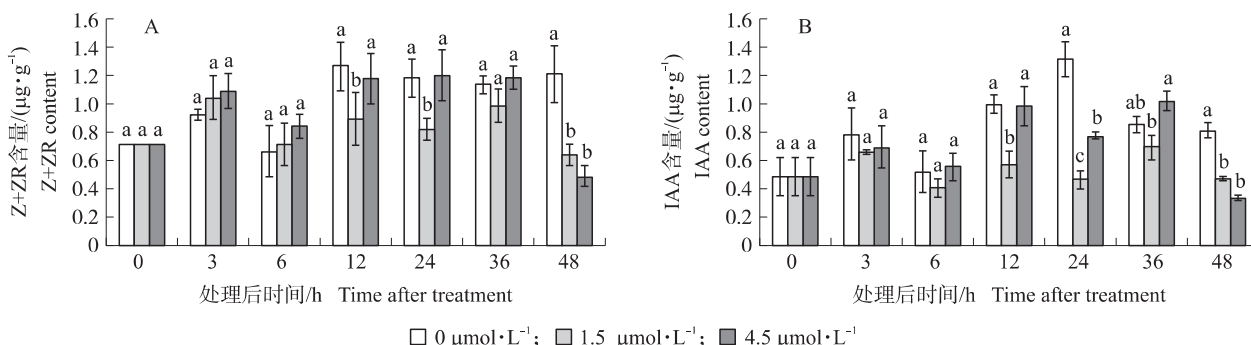 A
Z+ZR含量/(μg·g⁻¹)
Z+ZR content
1.6
1.4
1.2
1.0
0.8
0.6
0.4
0.2
0
a a a
a a a
a a a
a b a
a b a
a a a
a b b
0 3 6 12 24 36 48
处理后时间/h Time after treatment
B
IAA含量/(μg·g⁻¹)
IAA content
1.6
1.4
1.2
1.0
0.8
0.6
0.4
0.2
0
a a a
a a a
a a a
a b a
a c b
ab b a
a b b
0 3 6 12 24 36 48
处理后时间/h Time after treatment
0 μmol·L⁻¹; 1.5 μmol·L⁻¹; 4.5 μmol·L⁻¹